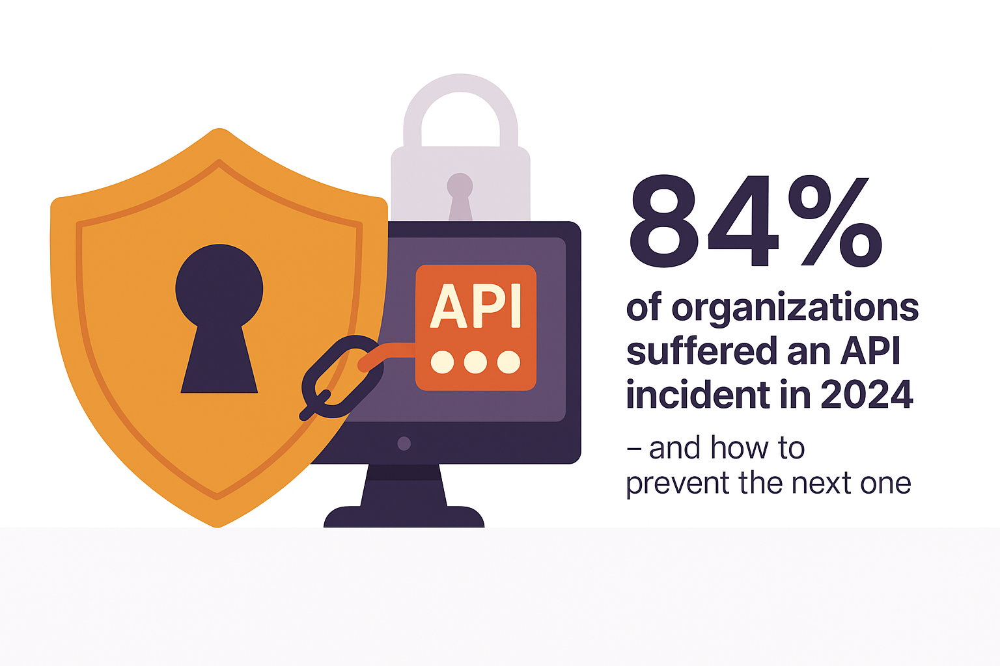 API
84%
of organizations
suffered an API
incident in 2024
– and how to
prevent the next one